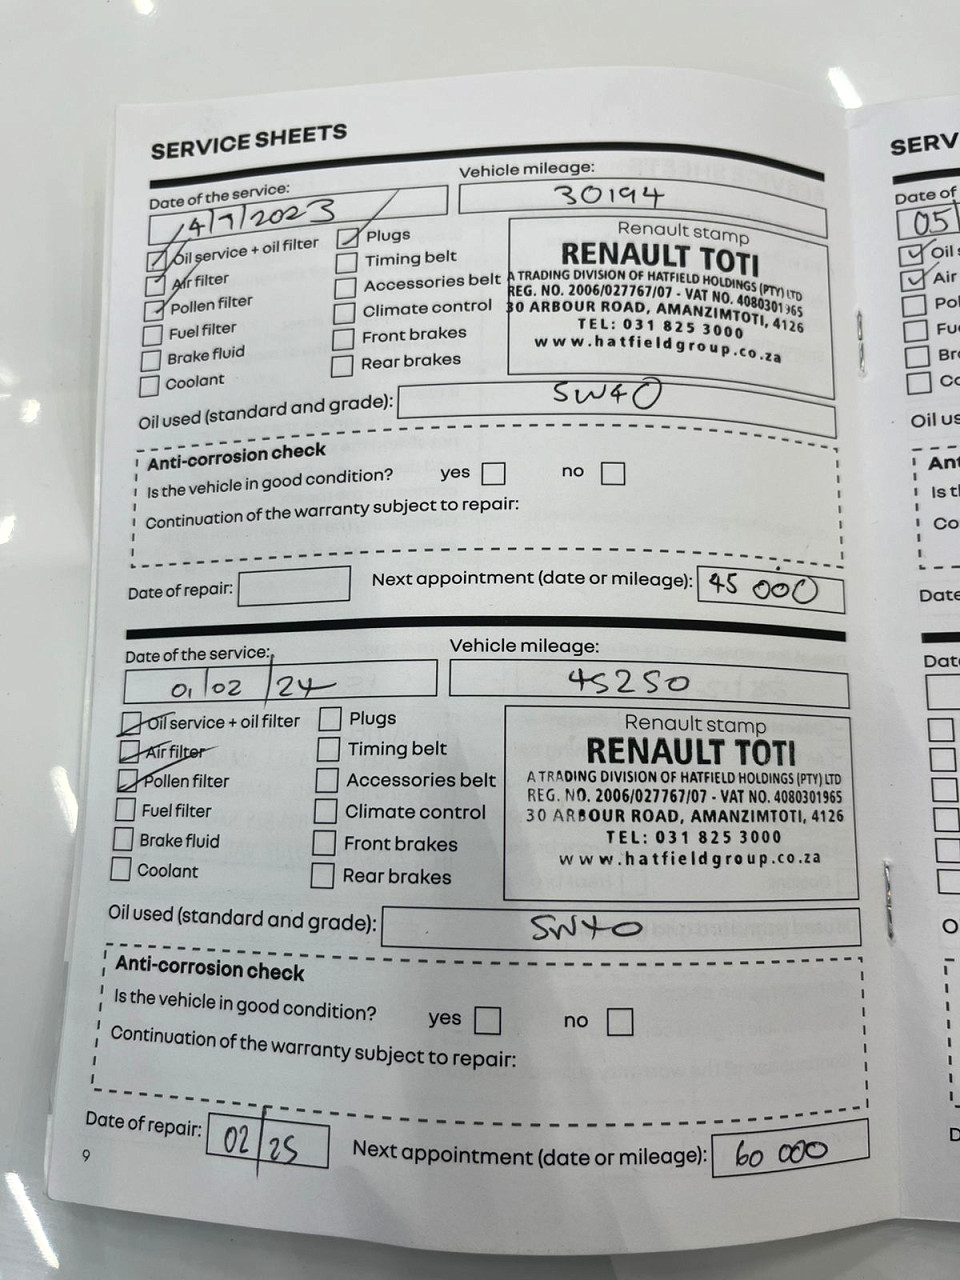 SERVICE SHEETS
Date of the service:
14/7/2023
Vehicle mileage:
30194
Oil service + oil filter
Air filter
Pollen filter
Fuel filter
Brake fluid
Coolant
Plugs
Timing belt
Accessories belt
Climate control
Front brakes
Rear brakes
Renault stamp
RENAULT TOTI
A TRADING DIVISION OF HATFIELD HOLDINGS (PTY) LTD
REG. NO. 2006/027767/07 - VAT NO. 4080301965
30 ARBOUR ROAD, AMANZIMTOTI, 4126
TEL: 031 825 3000
www.hatfieldgroup.co.za
Oil used (standard and grade):
5W40
Anti-corrosion check
Is the vehicle in good condition? yes no
Continuation of the warranty subject to repair:
Date of repair:
Next appointment (date or mileage): 45 000
Date of the service:
01/02/24
Vehicle mileage:
45250
Oil service + oil filter
Air filter
Pollen filter
Fuel filter
Brake fluid
Coolant
Plugs
Timing belt
Accessories belt
Climate control
Front brakes
Rear brakes
Renault stamp
RENAULT TOTI
A TRADING DIVISION OF HATFIELD HOLDINGS (PTY) LTD
REG. NO. 2006/027767/07 - VAT NO. 4080301965
30 ARBOUR ROAD, AMANZIMTOTI, 4126
TEL: 031 825 3000
www.hatfieldgroup.co.za
Oil used (standard and grade):
5W40
Anti-corrosion check
Is the vehicle in good condition? yes no
Continuation of the warranty subject to repair:
Date of repair: 02/25
Next appointment (date or mileage): 60 000
9
SERV
Date of
05
Oil
Air
Pol
Fu
Br
Co
Oil us
Ant
Is t
Co
Date
Dat
O
D